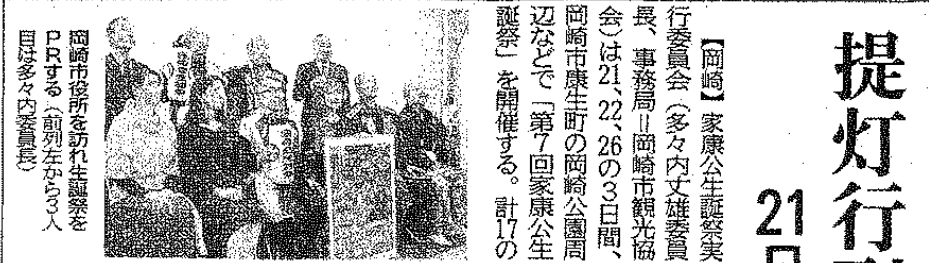 提灯行
21
【岡崎】家康公生誕祭実
行委員会(多々内丈雄委員
長、事務局=岡崎市観光協
会)は21、22、26の3日間、
岡崎市康生町の岡崎公園周
辺などで「第7回家康公生
誕祭」を開催する。計17の
岡崎市役所を訪れ生誕祭を
PRする(前列左から3人
目は多々内委員長)